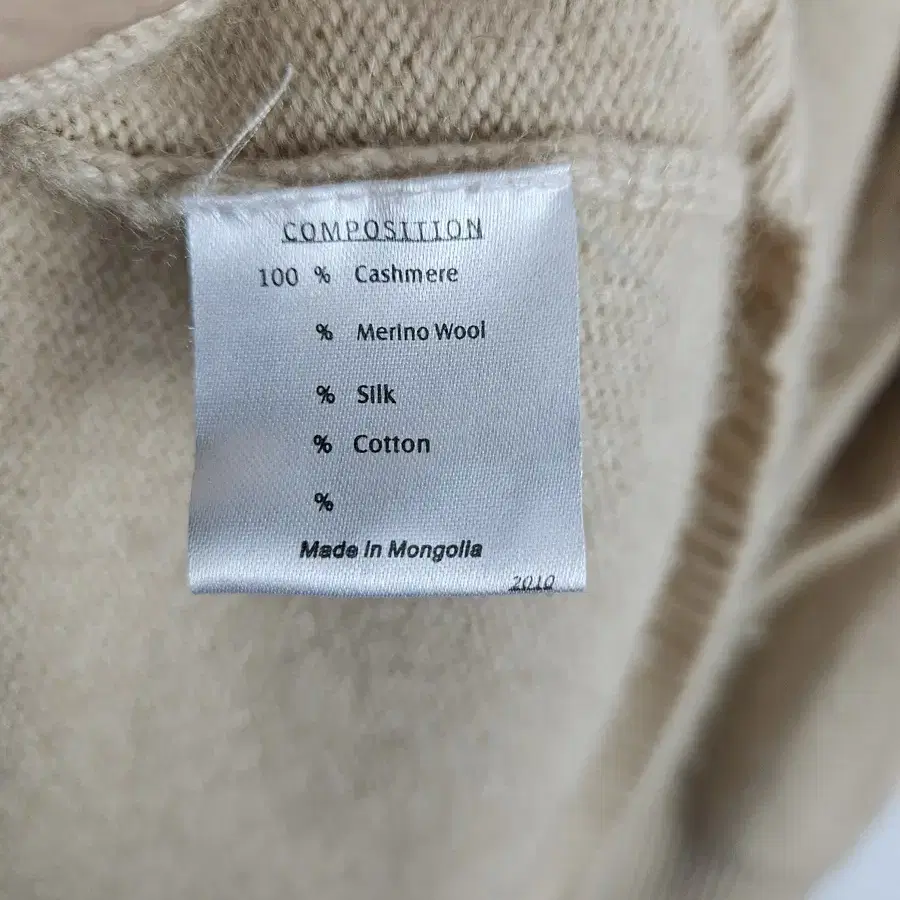 COMPOSITION
100 % Cashmere
% Merino Wool
% Silk
% Cotton
%
Made in Mongolia
2010